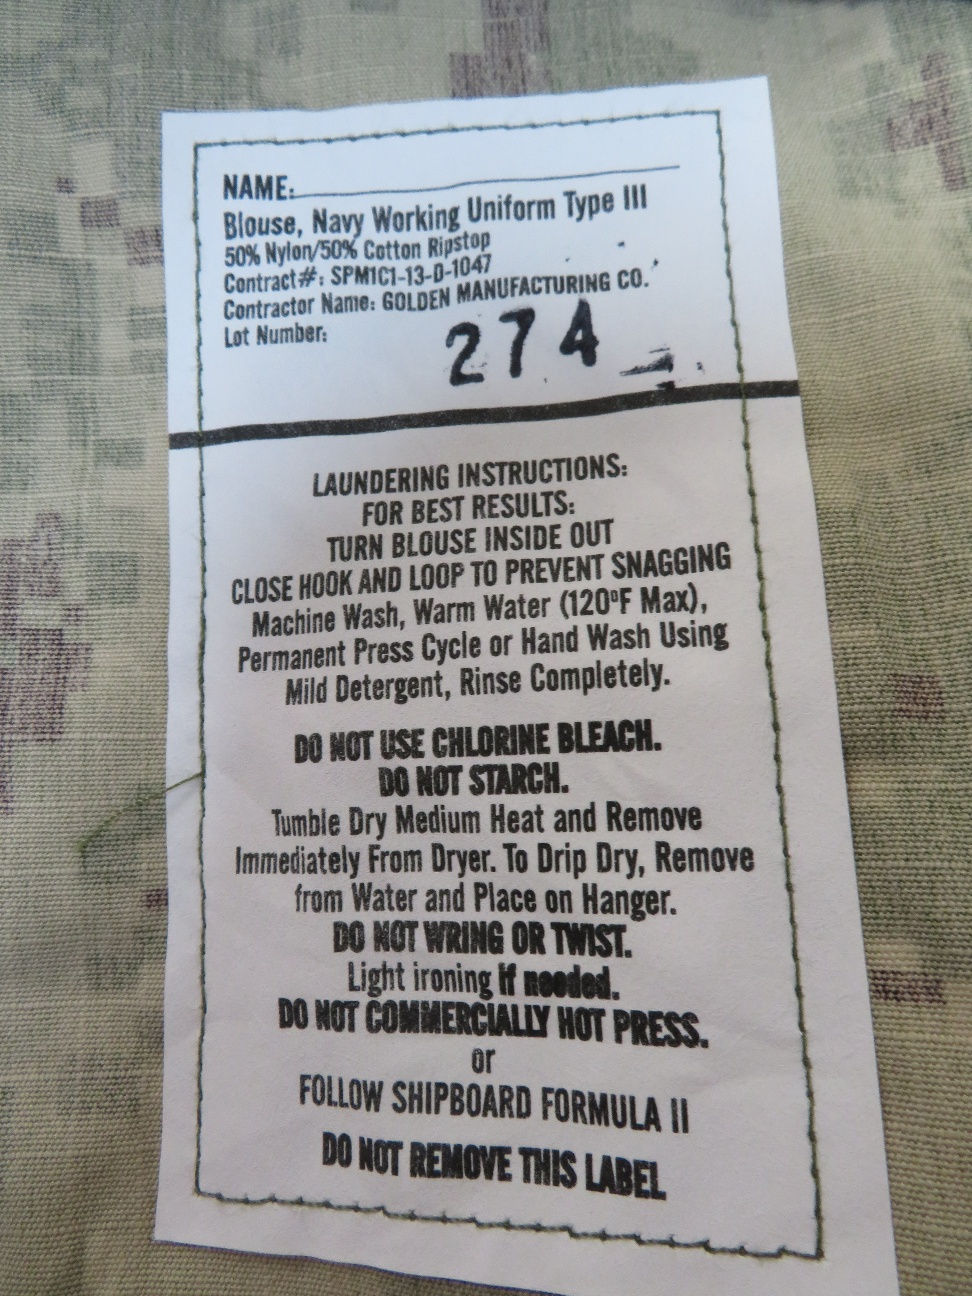 NAME:
Blouse, Navy Working Uniform Type III
50% Nylon/50% Cotton Ripstop
Contract#: SPM1C1-13-D-1047
Contractor Name: GOLDEN MANUFACTURING CO.
Lot Number: 274
LAUNDERING INSTRUCTIONS:
FOR BEST RESULTS:
TURN BLOUSE INSIDE OUT
CLOSE HOOK AND LOOP TO PREVENT SNAGGING
Machine Wash, Warm Water (120ºF Max),
Permanent Press Cycle or Hand Wash Using
Mild Detergent, Rinse Completely.
DO NOT USE CHLORINE BLEACH.
DO NOT STARCH.
Tumble Dry Medium Heat and Remove
Immediately From Dryer. To Drip Dry, Remove
from Water and Place on Hanger.
DO NOT WRING OR TWIST.
Light ironing if needed.
DO NOT COMMERCIALLY HOT PRESS.
or
FOLLOW SHIPBOARD FORMULA II
DO NOT REMOVE THIS LABEL